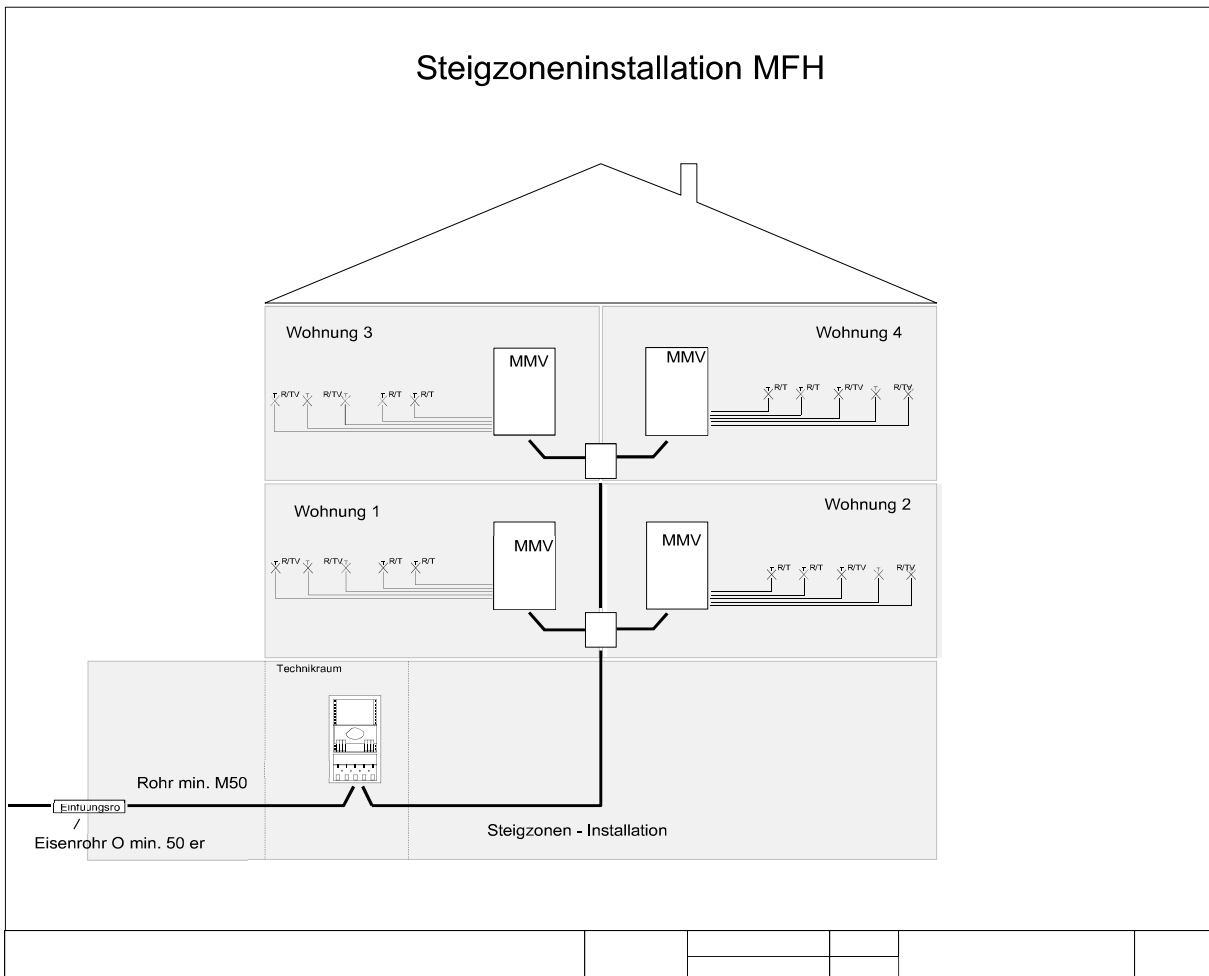 Steigzoneninstallation MFH
Wohnung 3
Wohnung 4
MMV
MMV
R/TV R/TV R/T R/T
R/T R/T R/TV R/TV
Wohnung 1
Wohnung 2
MMV
MMV
R/TV R/TV R/T R/T
R/T R/T R/TV R/TV
Technikraum
Rohr min. M50
Steigzonen - Installation
Eisenrohr O min. 50 er